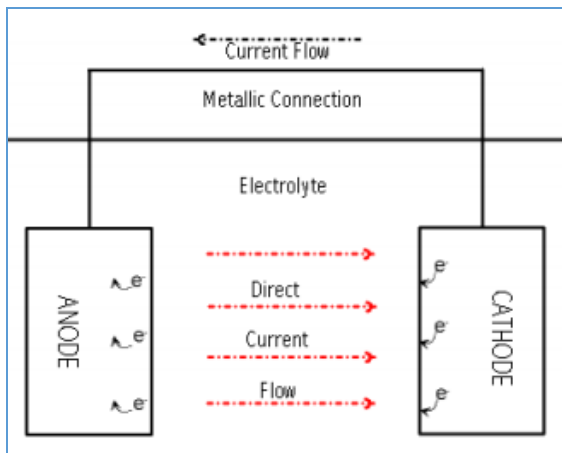 Current Flow
Metallic Connection
Electrolyte
ANODE
e⁻
e⁻
e⁻
Direct
Current
Flow
e⁻
e⁻
e⁻
CATHODE